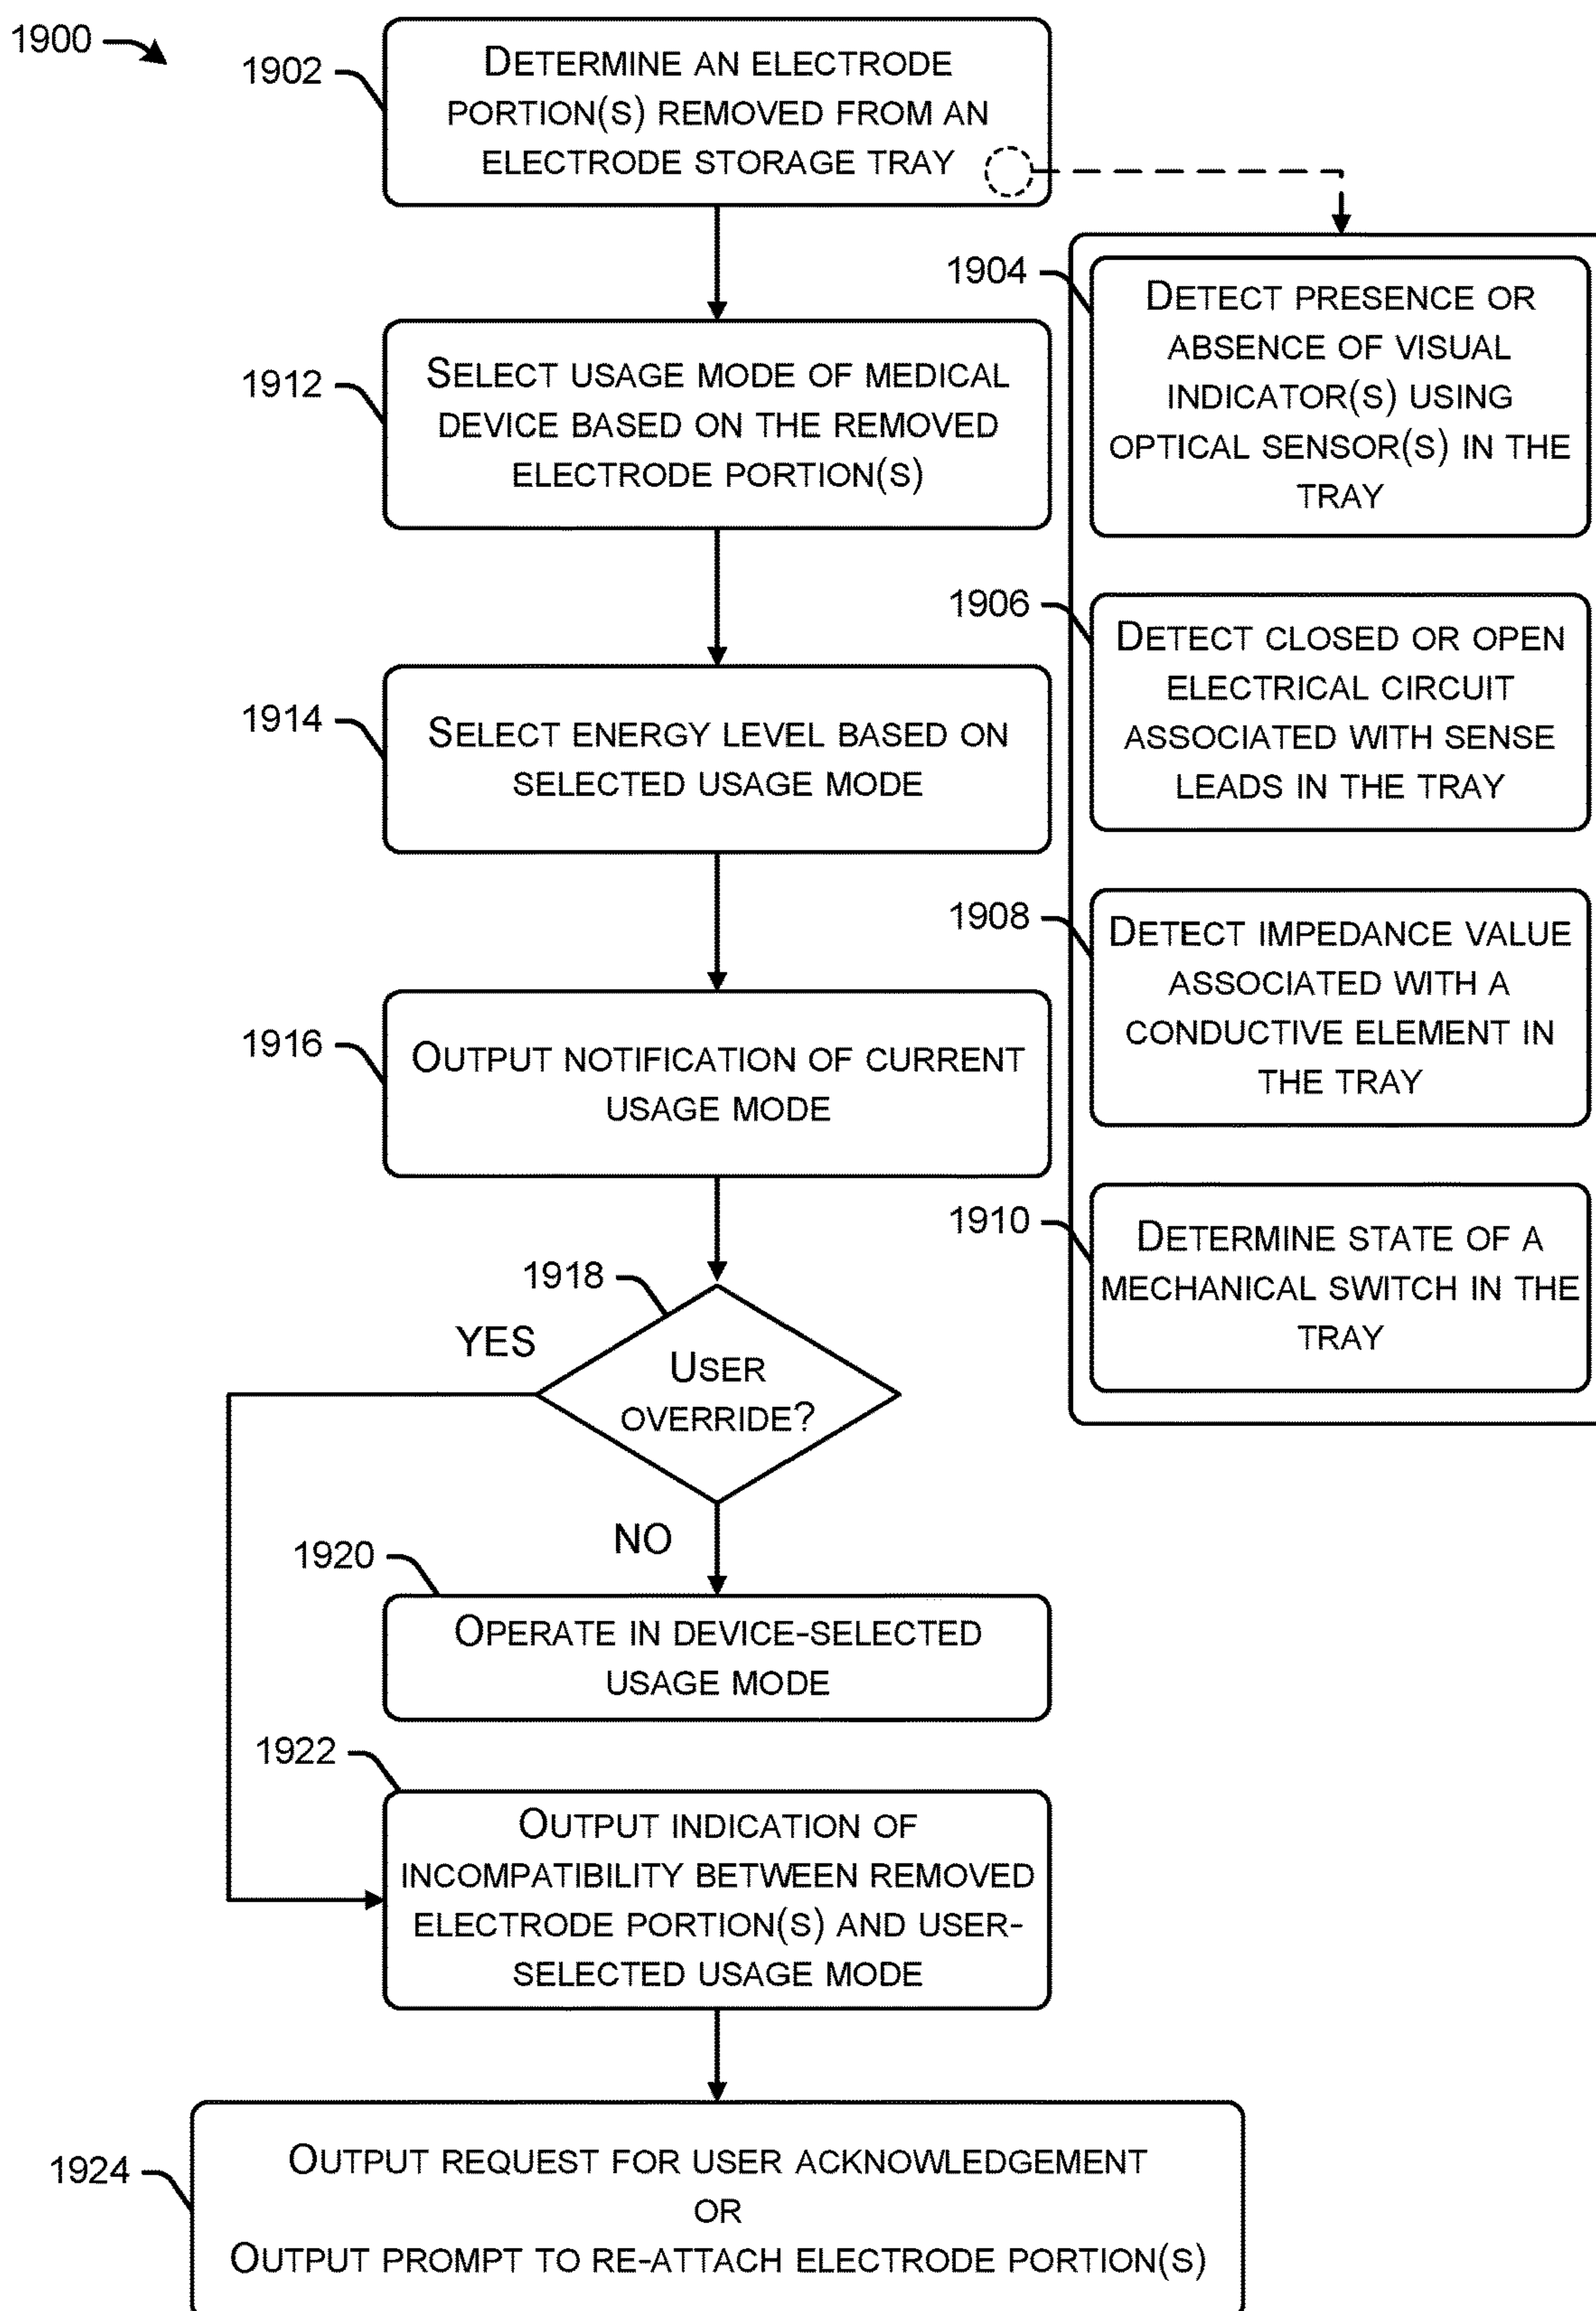 1900
1902
DETERMINE AN ELECTRODE
PORTION(S) REMOVED FROM AN
ELECTRODE STORAGE TRAY
1904
DETECT PRESENCE OR
ABSENCE OF VISUAL
INDICATOR(S) USING
OPTICAL SENSOR(S) IN THE
TRAY
1906
DETECT CLOSED OR OPEN
ELECTRICAL CIRCUIT
ASSOCIATED WITH SENSE
LEADS IN THE TRAY
1908
DETECT IMPEDANCE VALUE
ASSOCIATED WITH A
CONDUCTIVE ELEMENT IN
THE TRAY
1910
DETERMINE STATE OF A
MECHANICAL SWITCH IN THE
TRAY
1912
SELECT USAGE MODE OF MEDICAL
DEVICE BASED ON THE REMOVED
ELECTRODE PORTION(S)
1914
SELECT ENERGY LEVEL BASED ON
SELECTED USAGE MODE
1916
OUTPUT NOTIFICATION OF CURRENT
USAGE MODE
1918
USER
OVERRIDE?
YES
NO
1920
OPERATE IN DEVICE-SELECTED
USAGE MODE
1922
OUTPUT INDICATION OF
INCOMPATIBILITY BETWEEN REMOVED
ELECTRODE PORTION(S) AND USER-
SELECTED USAGE MODE
1924
OUTPUT REQUEST FOR USER ACKNOWLEDGEMENT
OR
OUTPUT PROMPT TO RE-ATTACH ELECTRODE PORTION(S)